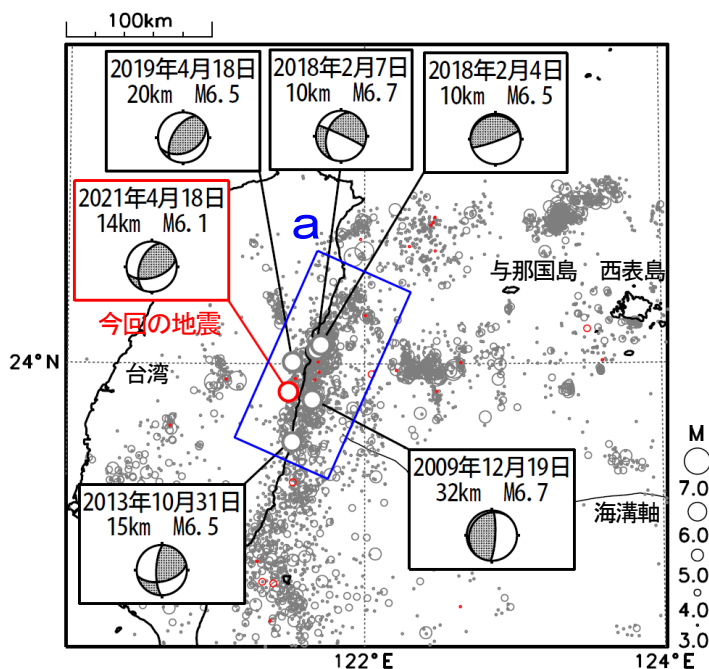 100km
2019年4月18日
20km M6.5
2018年2月7日
10km M6.7
2018年2月4日
10km M6.5
2021年4月18日
14km M6.1
a
今回の地震
与那国島
西表島
24°N
台湾
M
7.0
6.0
5.0
4.0
3.0
2009年12月19日
32km M6.7
2013年10月31日
15km M6.5
海溝軸
122°E
124°E